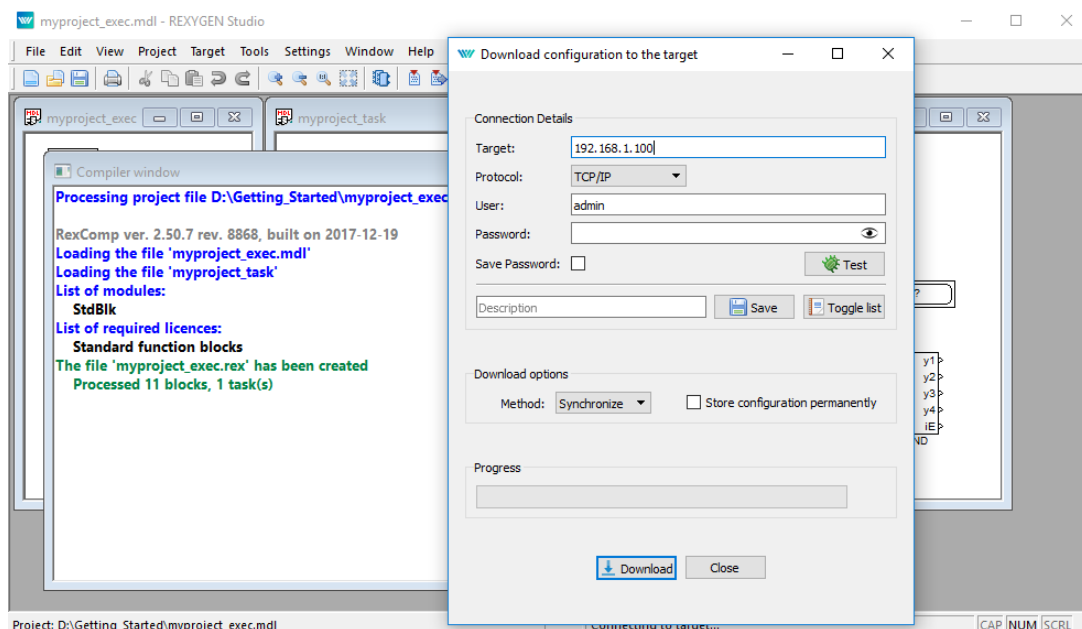 myproject_exec.mdl - REXYGEN Studio
File Edit View Project Target Tools Settings Window Help
myproject_exec
myproject_task
Compiler window
Processing project file D:\Getting_Started\myproject_exec
RexComp ver. 2.50.7 rev. 8868, built on 2017-12-19
Loading the file 'myproject_exec.mdl'
Loading the file 'myproject_task'
List of modules:
StdBlk
List of required licences:
Standard function blocks
The file 'myproject_exec.rex' has been created
Processed 11 blocks, 1 task(s)
Download configuration to the target
Connection Details
Target: 192.168.1.100
Protocol: TCP/IP
User: admin
Password:
Save Password: Test
Description Save Toggle list
Download options
Method: Synchronize Store configuration permanently
Progress
Download Close
?
y1
y2
y3
y4
iE
ND
Project: D:\Getting_Started\myproject_exec.mdl
Connecting to target...
CAP NUM SCRL